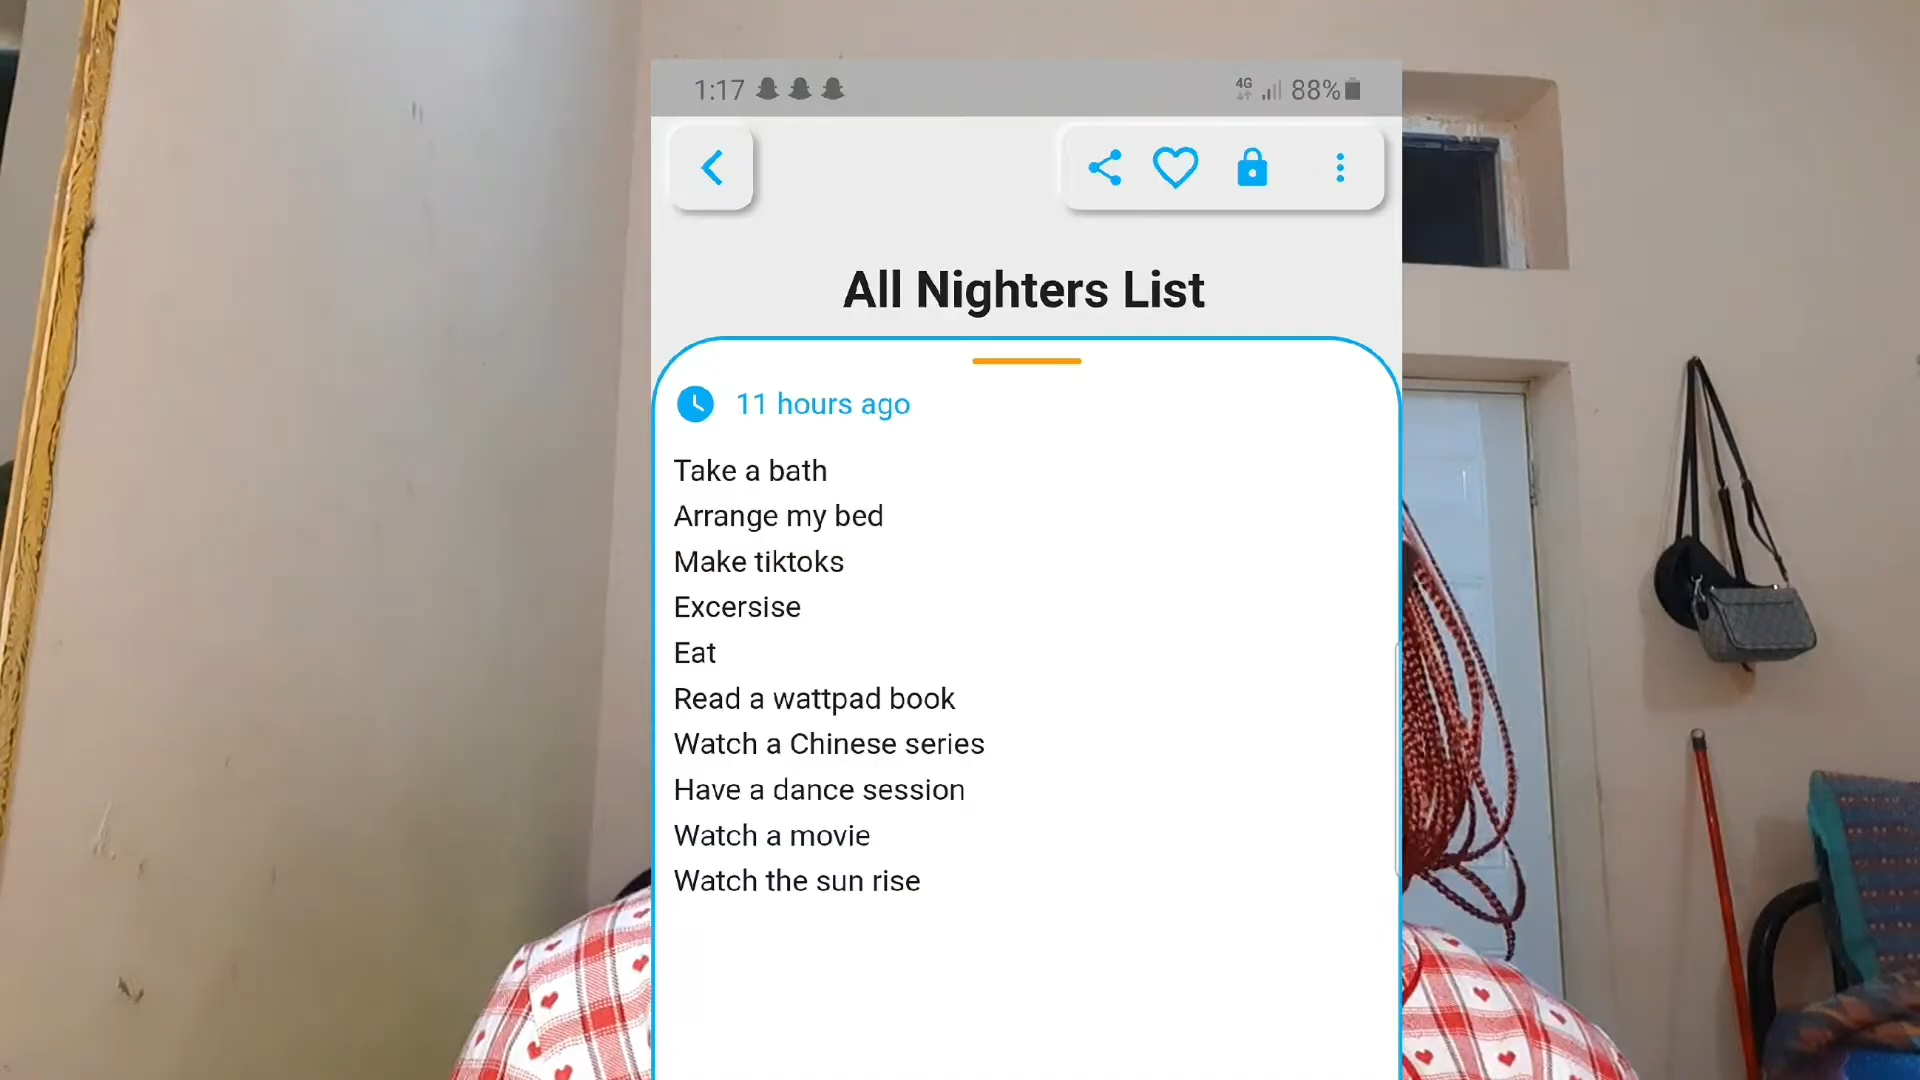 1:17 4G 88%
All Nighters List
11 hours ago
Take a bath
Arrange my bed
Make tiktoks
Excersise
Eat
Read a wattpad book
Watch a Chinese series
Have a dance session
Watch a movie
Watch the sun rise